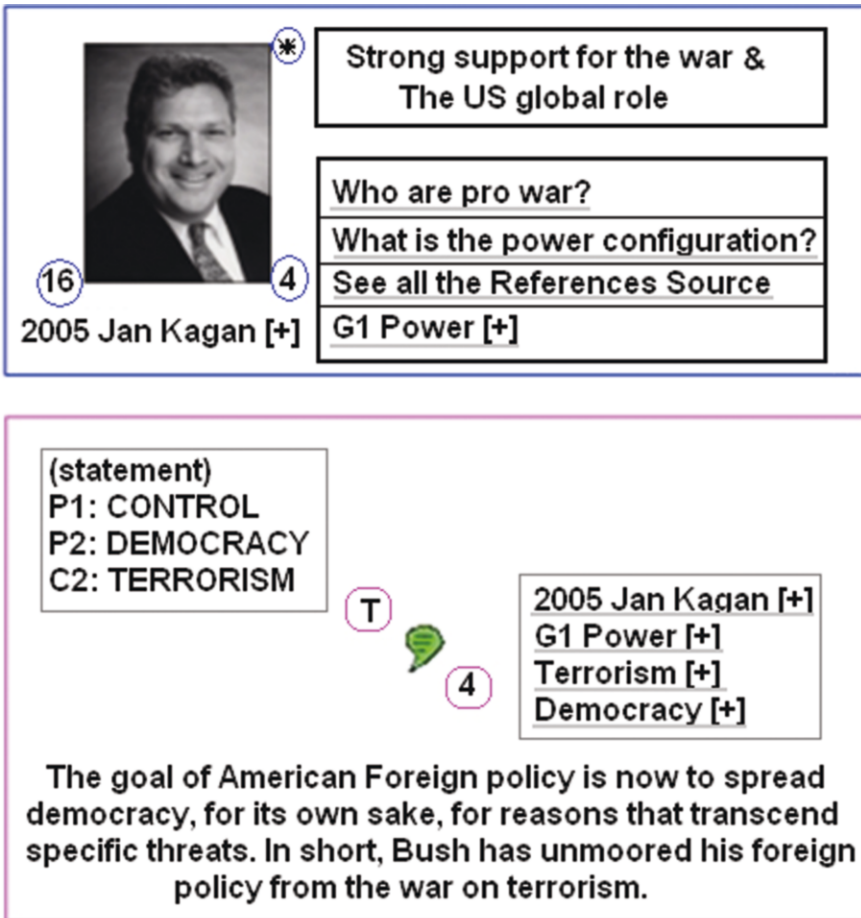 ✳
Strong support for the war &
The US global role
Who are pro war?
What is the power configuration?
See all the References Source
G1 Power [+]
16
4
2005 Jan Kagan [+]
(statement)
P1: CONTROL
P2: DEMOCRACY
C2: TERRORISM
T
4
2005 Jan Kagan [+]
G1 Power [+]
Terrorism [+]
Democracy [+]
The goal of American Foreign policy is now to spread
democracy, for its own sake, for reasons that transcend
specific threats. In short, Bush has unmoored his foreign
policy from the war on terrorism.